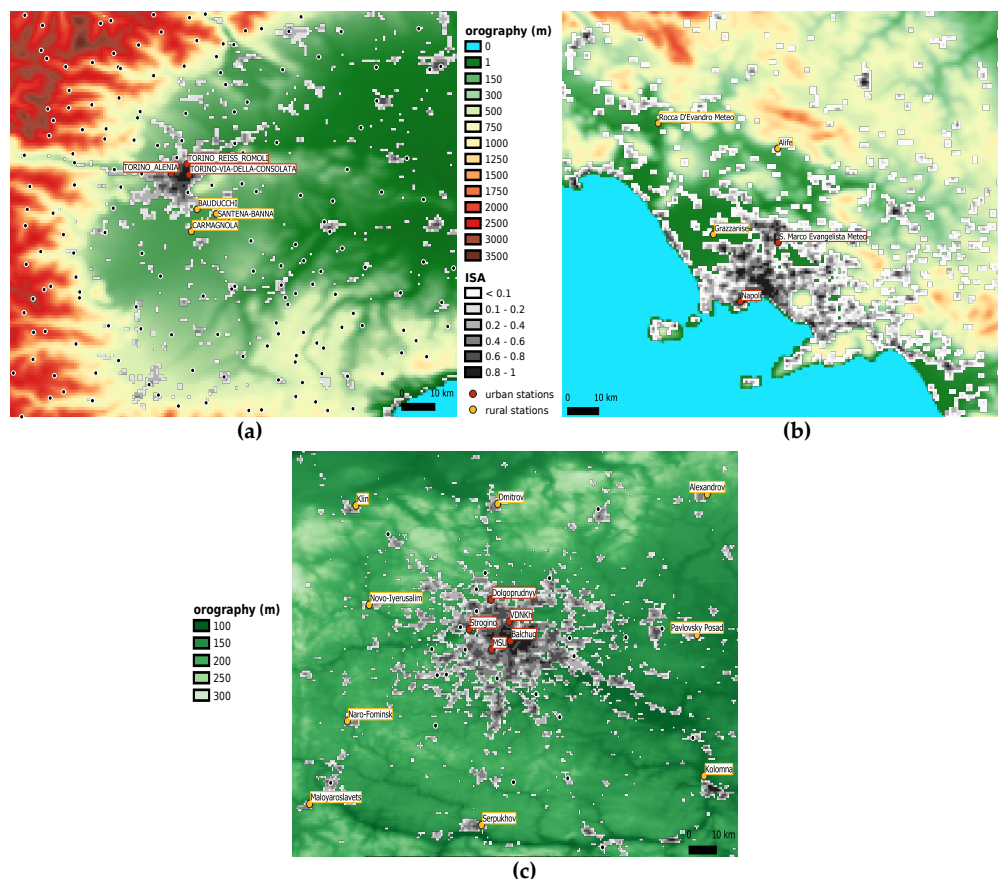 orography (m)
0
1
150
300
500
750
1000
1250
1500
1750
2000
2500
3000
3500
ISA
< 0.1
0.1 - 0.2
0.2 - 0.4
0.4 - 0.6
0.6 - 0.8
0.8 - 1
urban stations
rural stations
TORINO_REISS_ROMOLI
TORINO_ALENIA
TORINO-VIA-DELLA-CONSOLATA
BAUDUCCHI
SANTENA-BANNA
CARMAGNOLA
0 10 km
(a)
Rocca D'Evandro Meteo
Alife
Grazzanise
S. Marco Evangelista Meteo
Napoli
0 10 km
(b)
orography (m)
100
150
200
250
300
Klin
Dmitrov
Alexandrov
Novo-Iyerusalim
Dolgoprudnyy
VDNKh
Strogino
Balchug
MSU
Pavlovsky Posad
Naro-Fominsk
Kolomna
Maloyaroslavets
Serpukhov
0 10 km
(c)